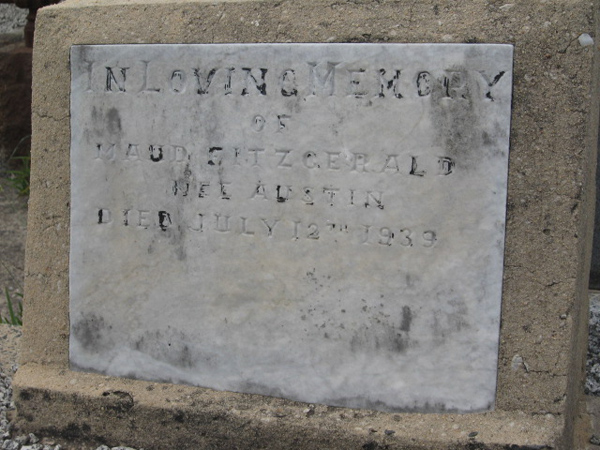 IN LOVING MEMORY
OF
MAUD FITZGERALD
NEE AUSTIN
DIED JULY 12TH 1939